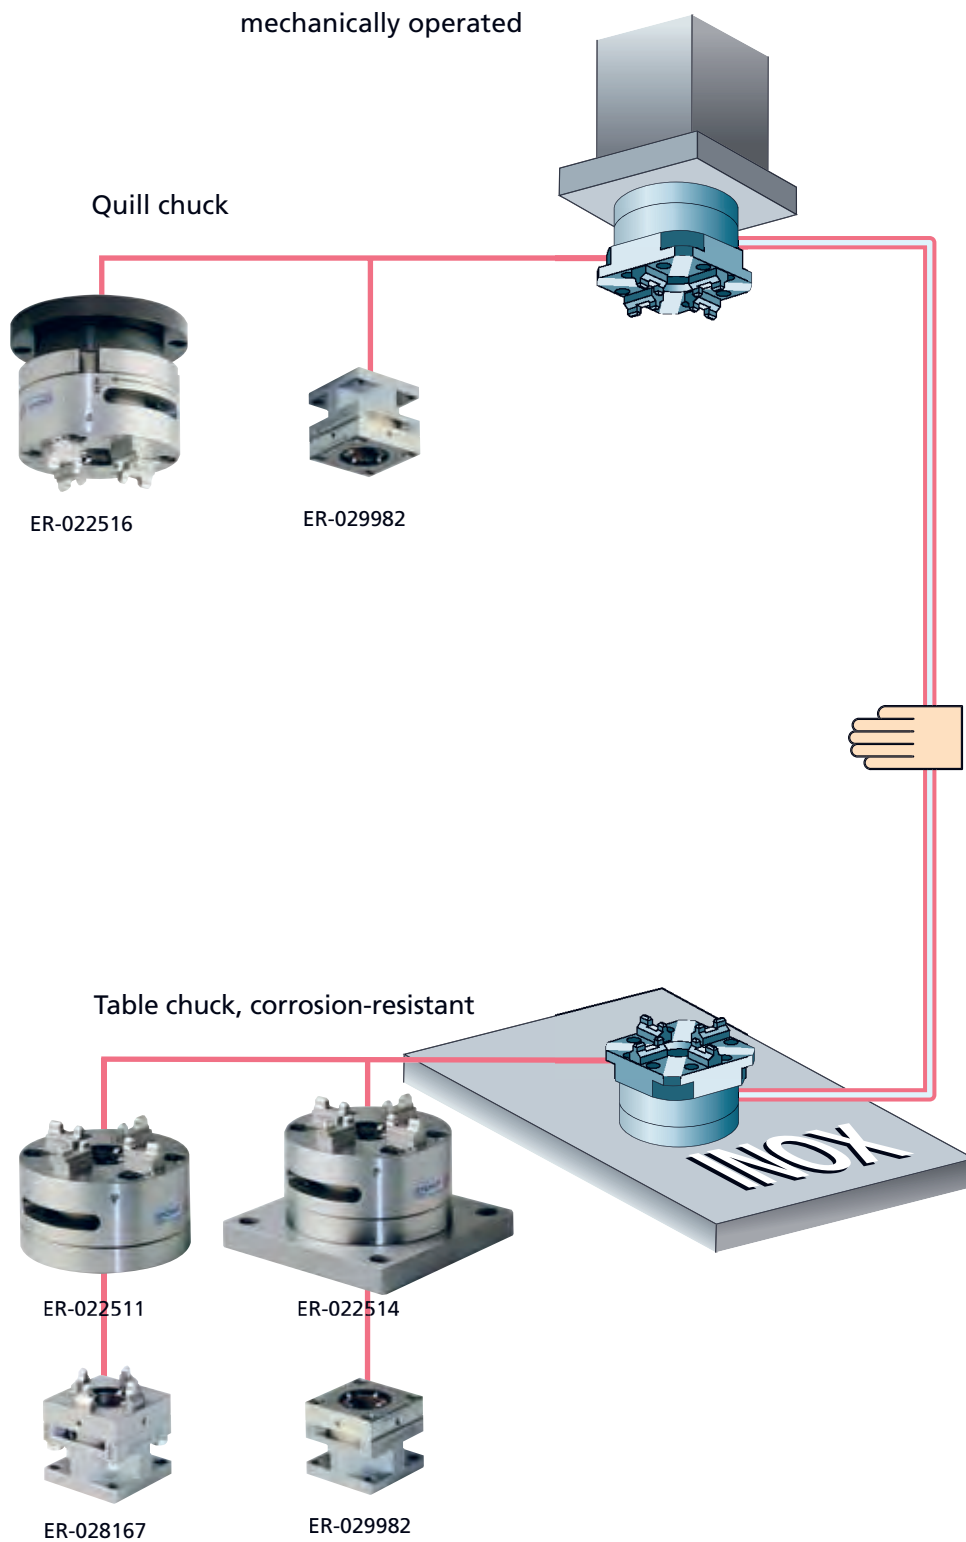 mechanically operated
Quill chuck
ER-022516
ER-029982
Table chuck, corrosion-resistant
INOX
ER-022511
ER-022514
ER-028167
ER-029982